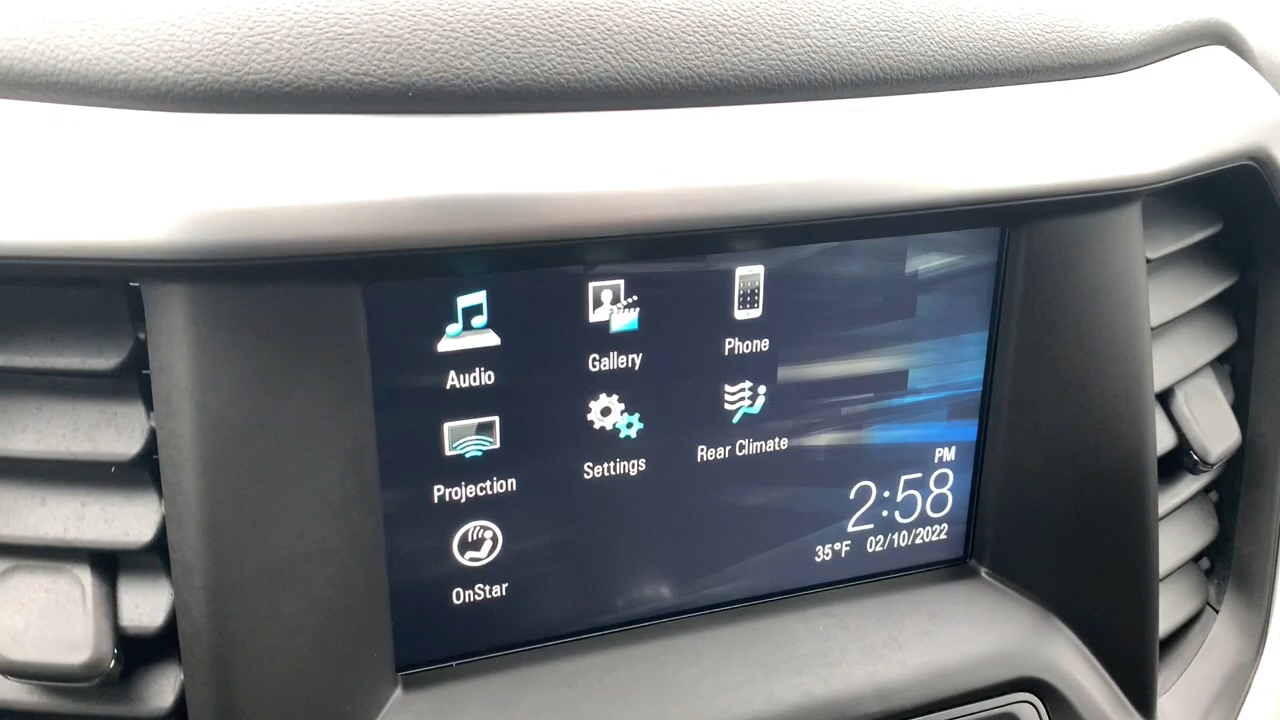 Audio
Gallery
Phone
Projection
Settings
Rear Climate
OnStar
PM
2:58
35°F 02/10/2022